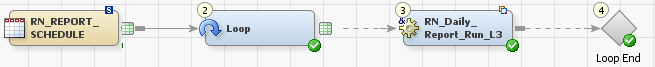 S
RN_REPORT_
SCHEDULE
2
Loop
3
RN_Daily_
Report_Run_L3
4
Loop End